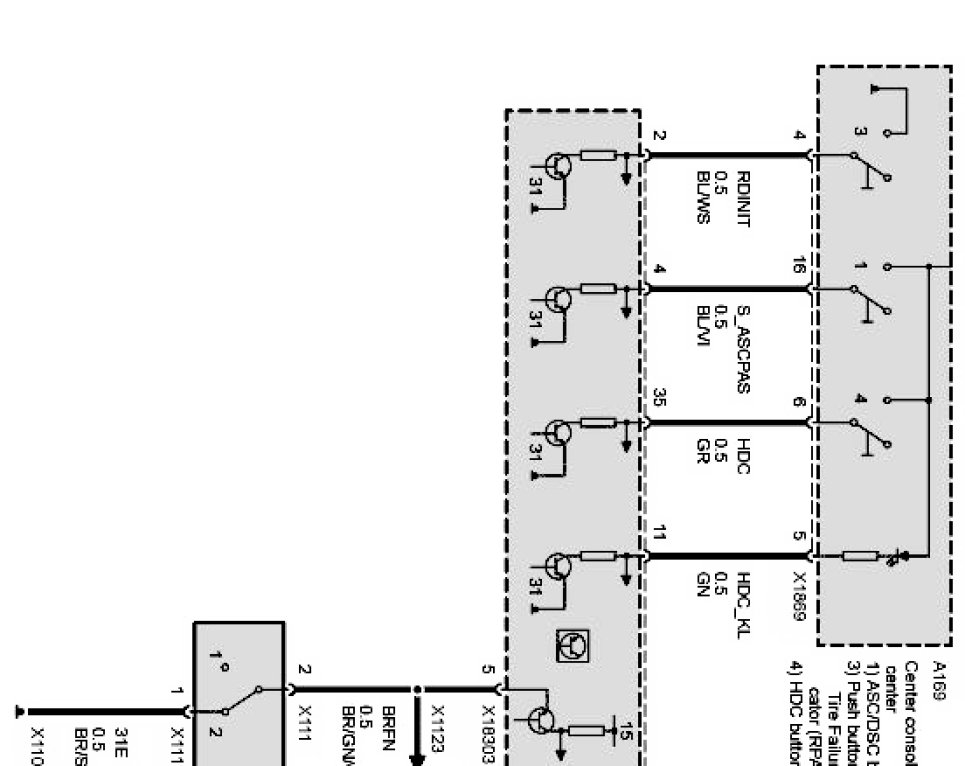 A169
Center consol
center
1) ASC/DSC b
3) Push button
Tire Failur
cator (RPA
4) HDC button
3
1
4
4
16
6
5
X1869
RDINIT
0.5
BL/WS
S_ASCPAS
0.5
BL/VI
HDC
0.5
GR
HDC_KL
0.5
GN
2
4
35
11
31
31
31
31
15
5
X18303
X1123
BRFN
0.5
BR/GN/
2
X111
1
2
1
X111
31E
0.5
BR/S
X110